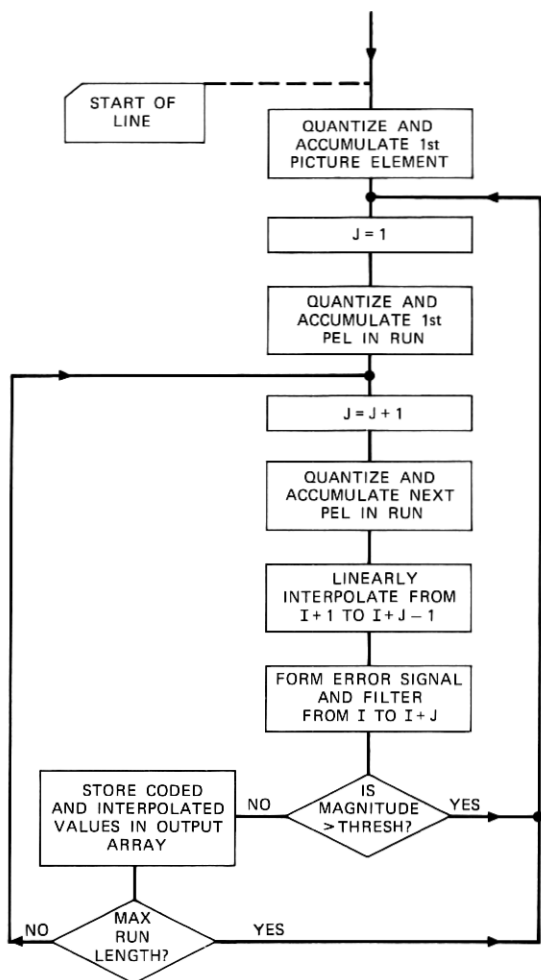 START OF
LINE
QUANTIZE AND
ACCUMULATE 1st
PICTURE ELEMENT
J = 1
QUANTIZE AND
ACCUMULATE 1st
PEL IN RUN
J = J + 1
QUANTIZE AND
ACCUMULATE NEXT
PEL IN RUN
LINEARLY
INTERPOLATE FROM
I + 1 TO I + J – 1
FORM ERROR SIGNAL
AND FILTER
FROM I TO I + J
IS
MAGNITUDE
> THRESH?
NO
YES
STORE CODED
AND INTERPOLATED
VALUES IN OUTPUT
ARRAY
MAX
RUN
LENGTH?
NO
YES